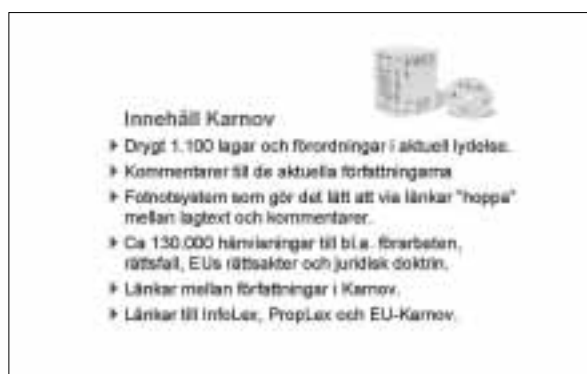 Innehåll Karnov
Drygt 1.100 lagar och förordningar i aktuell lydelse.
Kommentarer till de aktuella författningarna
Fotnotsystem som gör det lätt att via länkar "hoppa"
mellan lagtext och kommentarer.
Ca 130.000 hänvisningar till bl.a. förarbeten,
rättsfall, EUs rättsakter och juridisk doktrin.
Länkar mellan författningar i Karnov.
Länkar till InfoLex, PropLex och EU-Karnov.